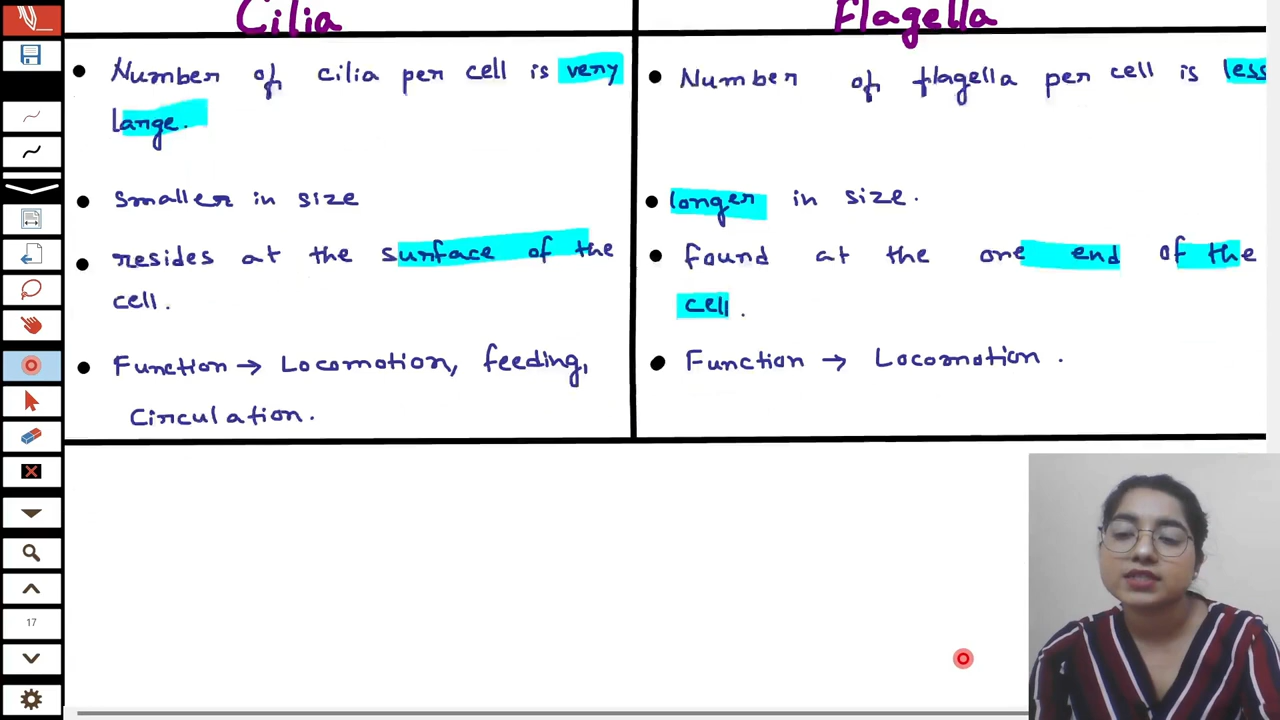 Cilia
Flagella
• Number of cilia per cell is very
large.
• smaller in size
• resides at the surface of the
cell.
• Function → Locomotion, feeding,
Circulation.
• Number of flagella per cell is less
• longer in size.
• found at the one end of the
cell.
• Function → Locomotion.
17